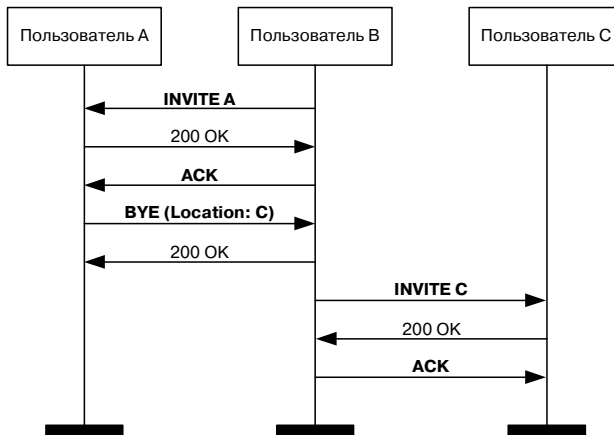 Пользователь A
Пользователь B
Пользователь C
INVITE A
200 OK
ACK
BYE (Location: C)
200 OK
INVITE C
200 OK
ACK